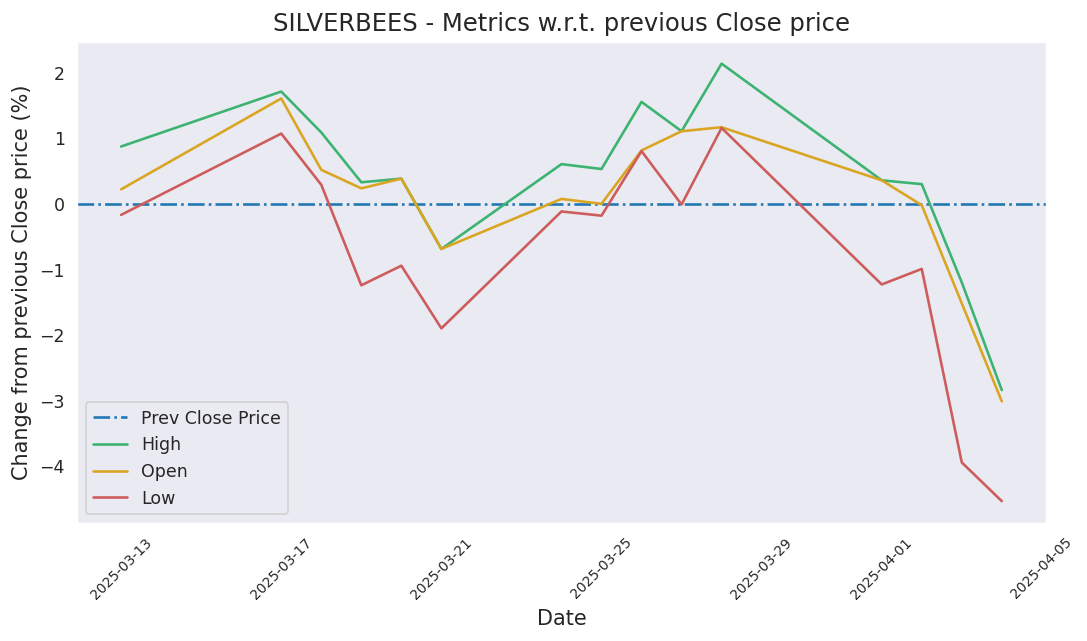 SILVERBEES - Metrics w.r.t. previous Close price
Change from previous Close price (%)
2
1
0
−1
−2
−3
−4
Prev Close Price
High
Open
Low
2025-03-13
2025-03-17
2025-03-21
2025-03-25
2025-03-29
2025-04-01
2025-04-05
Date